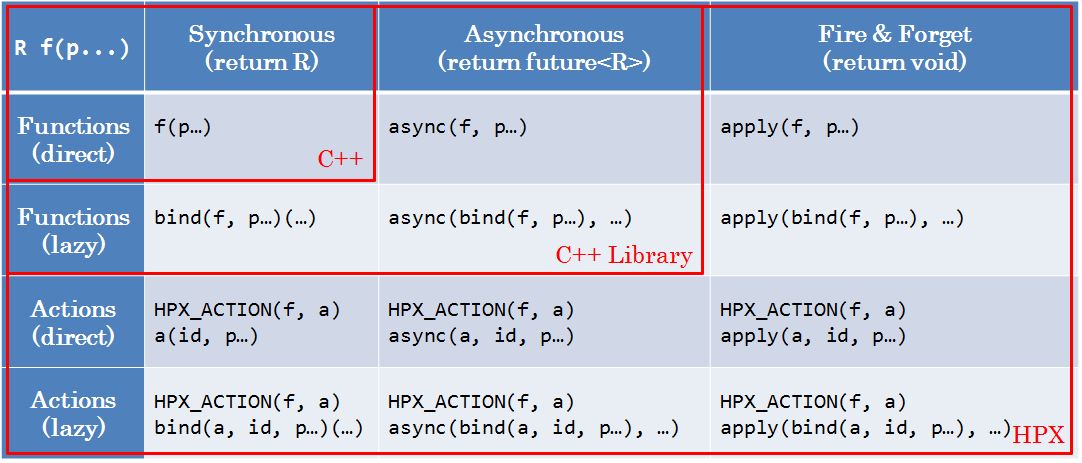 R f(p...)
Synchronous
(return R)
Asynchronous
(return future<R>)
Fire & Forget
(return void)
Functions
(direct)
f(p…)
C++
async(f, p…)
apply(f, p…)
Functions
(lazy)
bind(f, p…)(…)
async(bind(f, p…), …)
C++ Library
apply(bind(f, p…), …)
Actions
(direct)
HPX_ACTION(f, a)
a(id, p…)
HPX_ACTION(f, a)
async(a, id, p…)
HPX_ACTION(f, a)
apply(a, id, p…)
Actions
(lazy)
HPX_ACTION(f, a)
bind(a, id, p…)(…)
HPX_ACTION(f, a)
async(bind(a, id, p…), …)
HPX_ACTION(f, a)
apply(bind(a, id, p…), …)
HPX